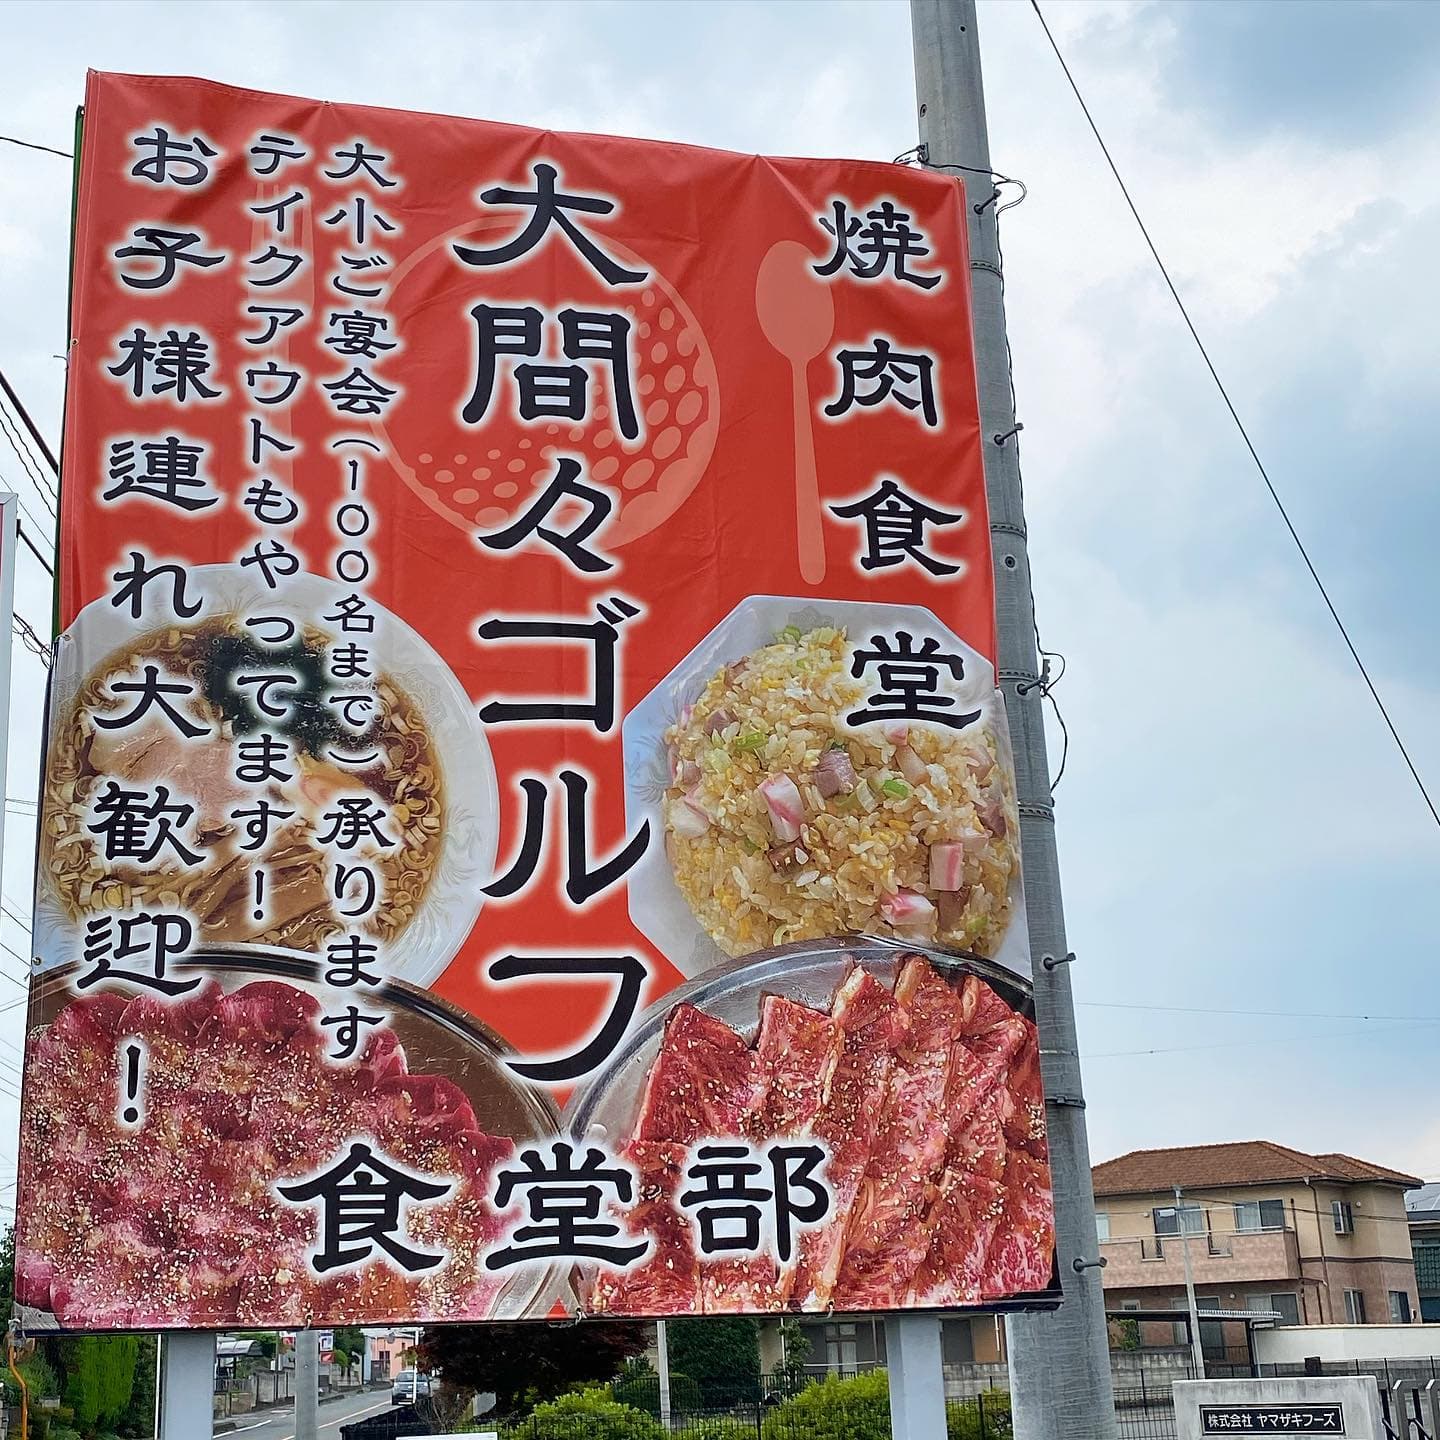 焼肉食堂
大間々ゴルフ
食堂部
大小ご宴会(100名まで)承ります
テイクアウトもやってます!
お子様連れ大歓迎!
株式会社 ヤマザキフーズ